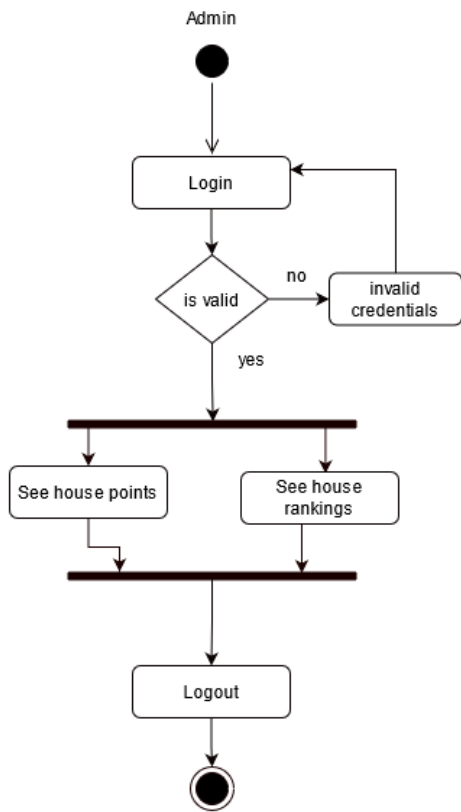 Admin
Login
is valid
no
invalid
credentials
yes
See house points
See house
rankings
Logout